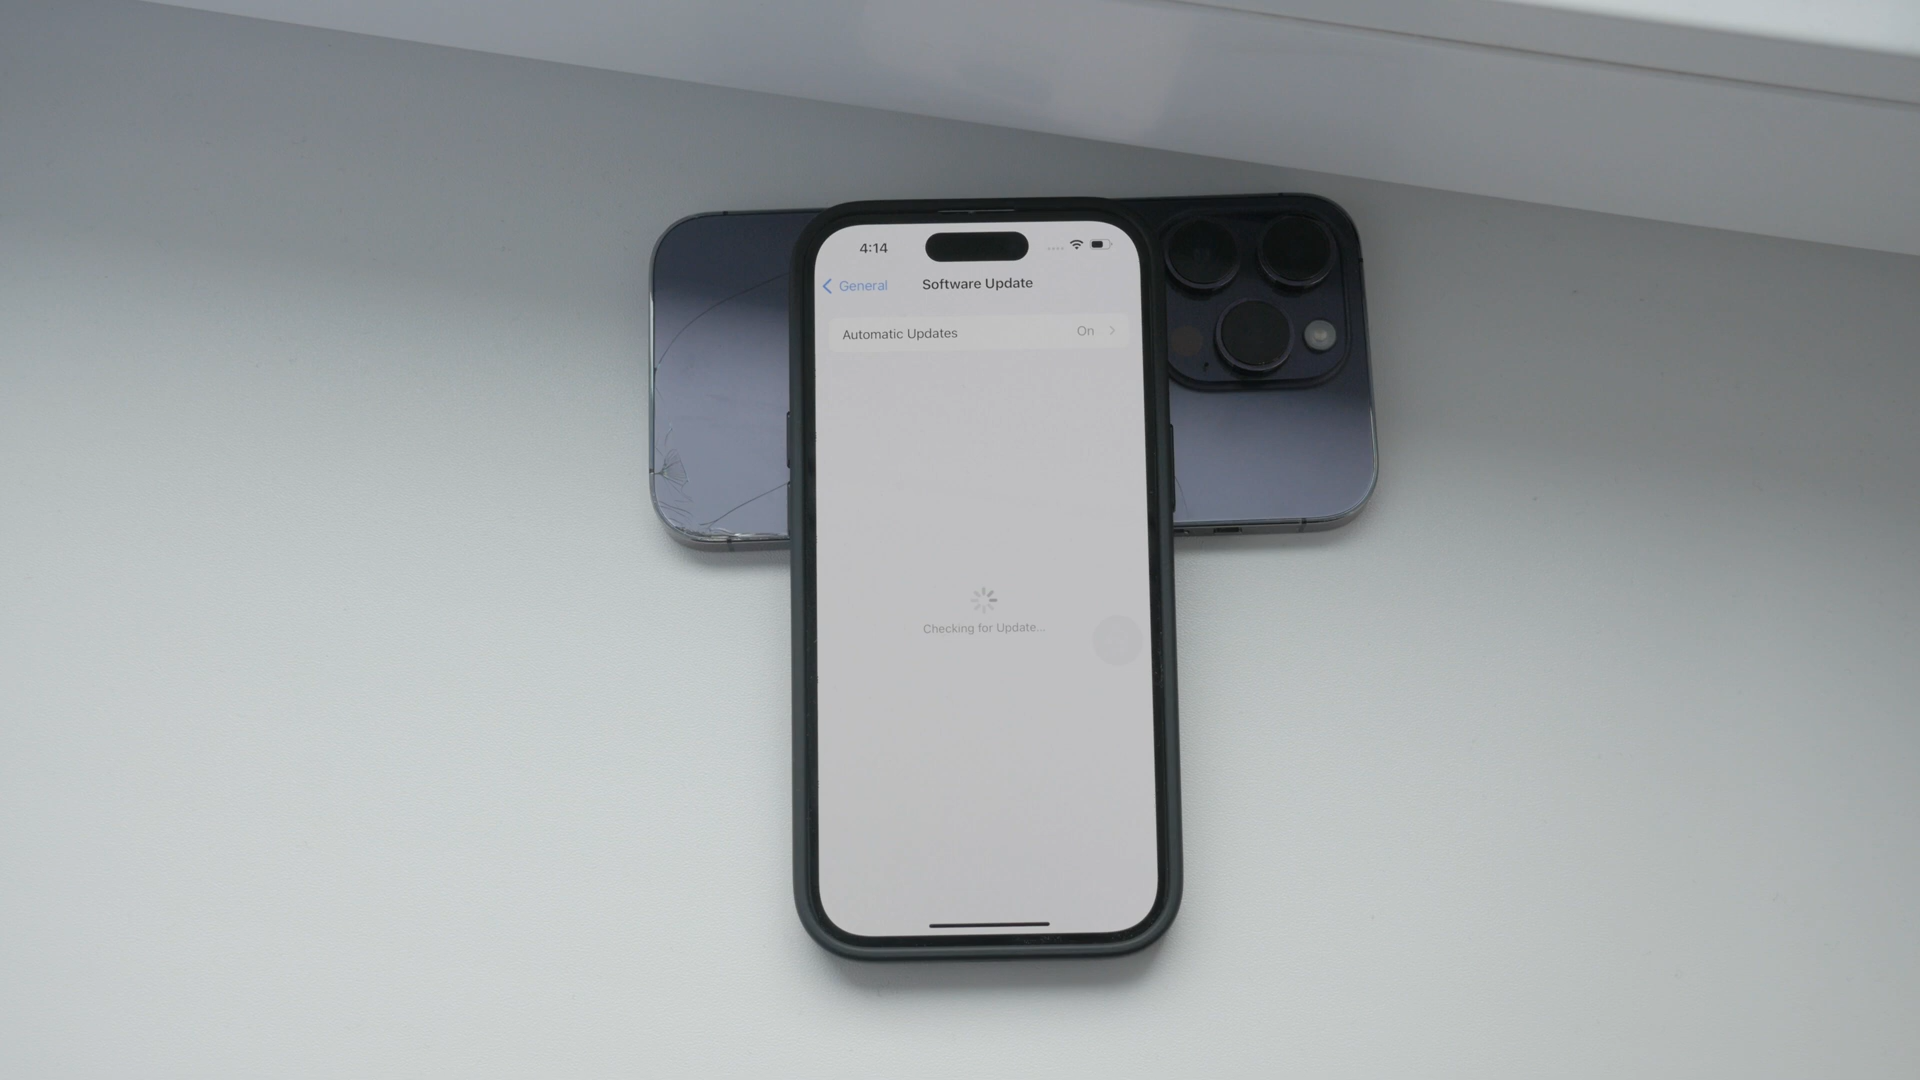 4:14
General
Software Update
Automatic Updates
On
Checking for Update...